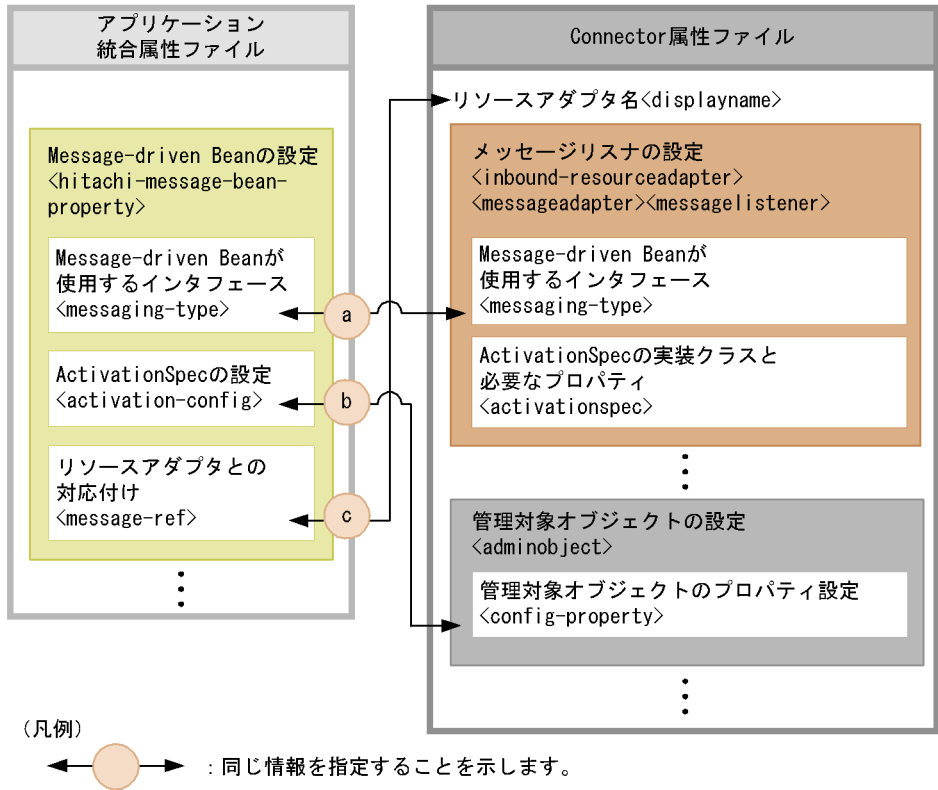 アプリケーション
統合属性ファイル
Message-driven Beanの設定
<hitachi-message-bean-
property>
Message-driven Beanが
使用するインタフェース
<messaging-type>
ActivationSpecの設定
<activation-config>
リソースアダプタとの
対応付け
<message-ref>
a
b
c
Connector属性ファイル
リソースアダプタ名<displayname>
メッセージリスナの設定
<inbound-resourceadapter>
<messageadapter><messagelistener>
Message-driven Beanが
使用するインタフェース
<messaging-type>
ActivationSpecの実装クラスと
必要なプロパティ
<activationspec>
管理対象オブジェクトの設定
<adminobject>
管理対象オブジェクトのプロパティ設定
<config-property>
(凡例)
：同じ情報を指定することを示します。